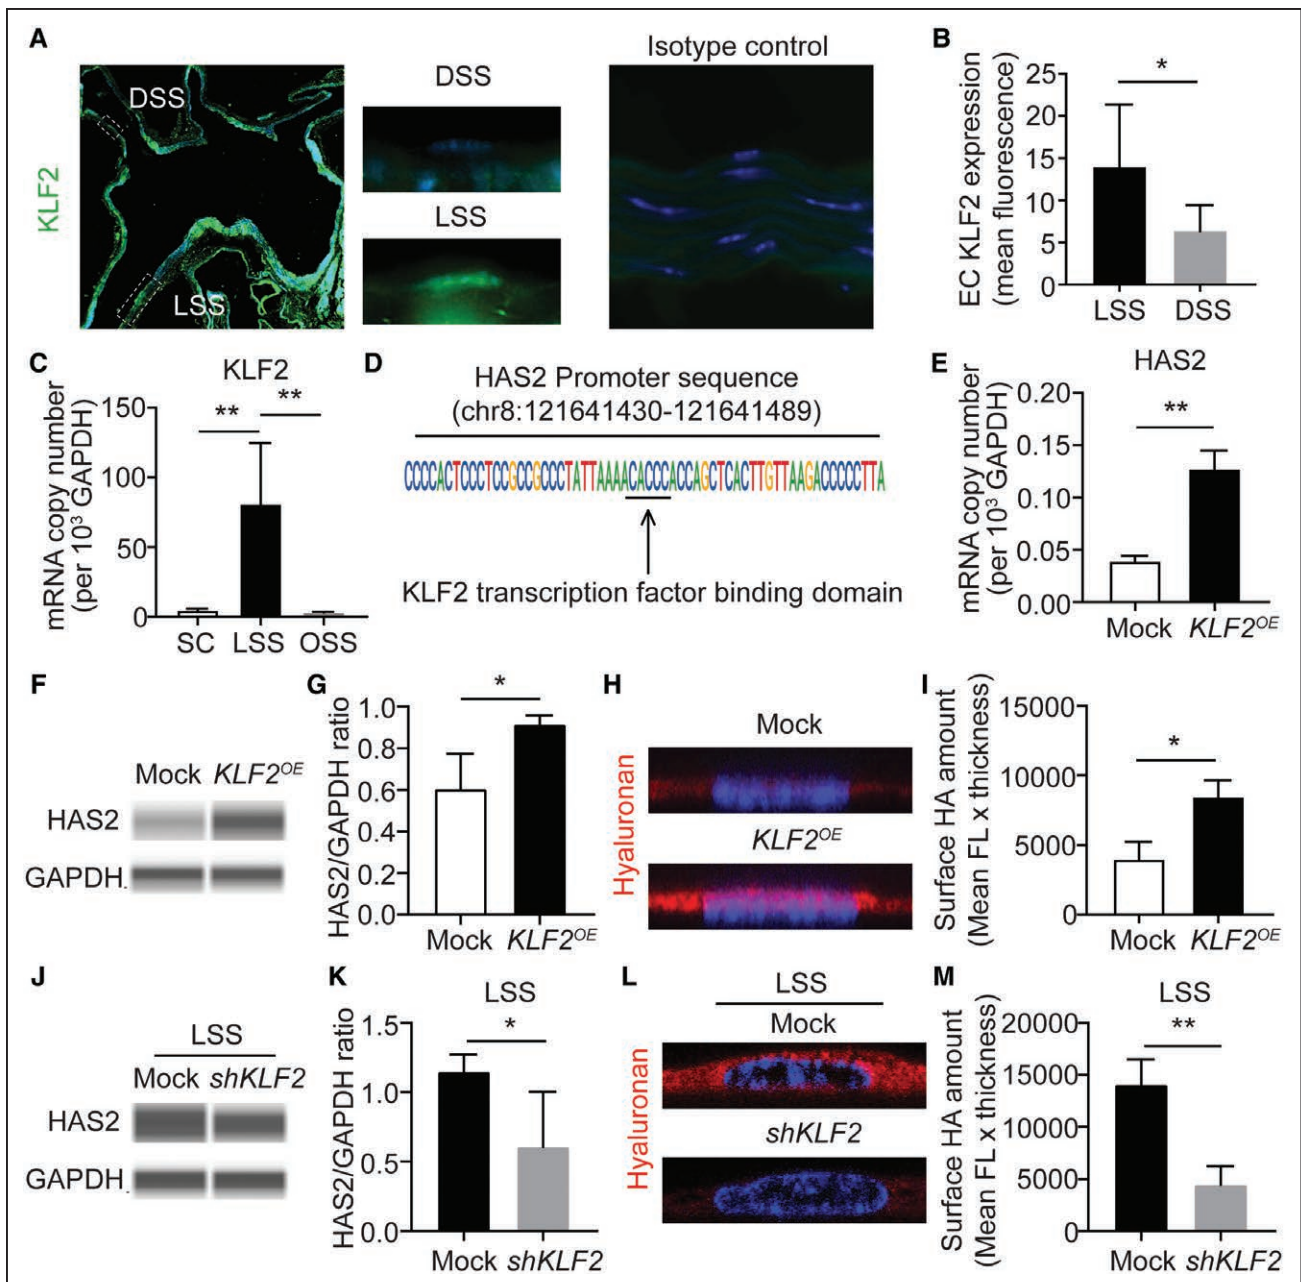 A
KLF2
DSS
LSS
DSS
LSS
Isotype control
B
EC KLF2 expression
(mean fluorescence)
25
20
15
10
5
0
*
LSS DSS
C
KLF2
mRNA copy number
(per 10³ GAPDH)
150
100
50
0
** **
SC LSS OSS
D
HAS2 Promoter sequence
(chr8:121641430-121641489)
CCCCACTCCCTCCGCCGCCCTATTAAAACACCCACCAGCTCACTTGTTAAGACCCCCTTA
KLF2 transcription factor binding domain
E
HAS2
mRNA copy number
(per 10³ GAPDH)
0.20
0.15
0.10
0.05
0.00
**
Mock KLF2ᴼᴱ
F
Mock KLF2ᴼᴱ
HAS2
GAPDH
G
HAS2/GAPDH ratio
1.0
0.8
0.6
0.4
0.2
0.0
*
Mock KLF2ᴼᴱ
H
Hyaluronan
Mock
KLF2ᴼᴱ
I
Surface HA amount
(Mean FL x thickness)
15000
10000
5000
0
*
Mock KLF2ᴼᴱ
J
LSS
Mock shKLF2
HAS2
GAPDH
K
LSS
HAS2/GAPDH ratio
1.5
1.0
0.5
0.0
*
Mock shKLF2
L
LSS
Hyaluronan
Mock
shKLF2
M
LSS
Surface HA amount
(Mean FL x thickness)
20000
15000
10000
5000
0
**
Mock shKLF2